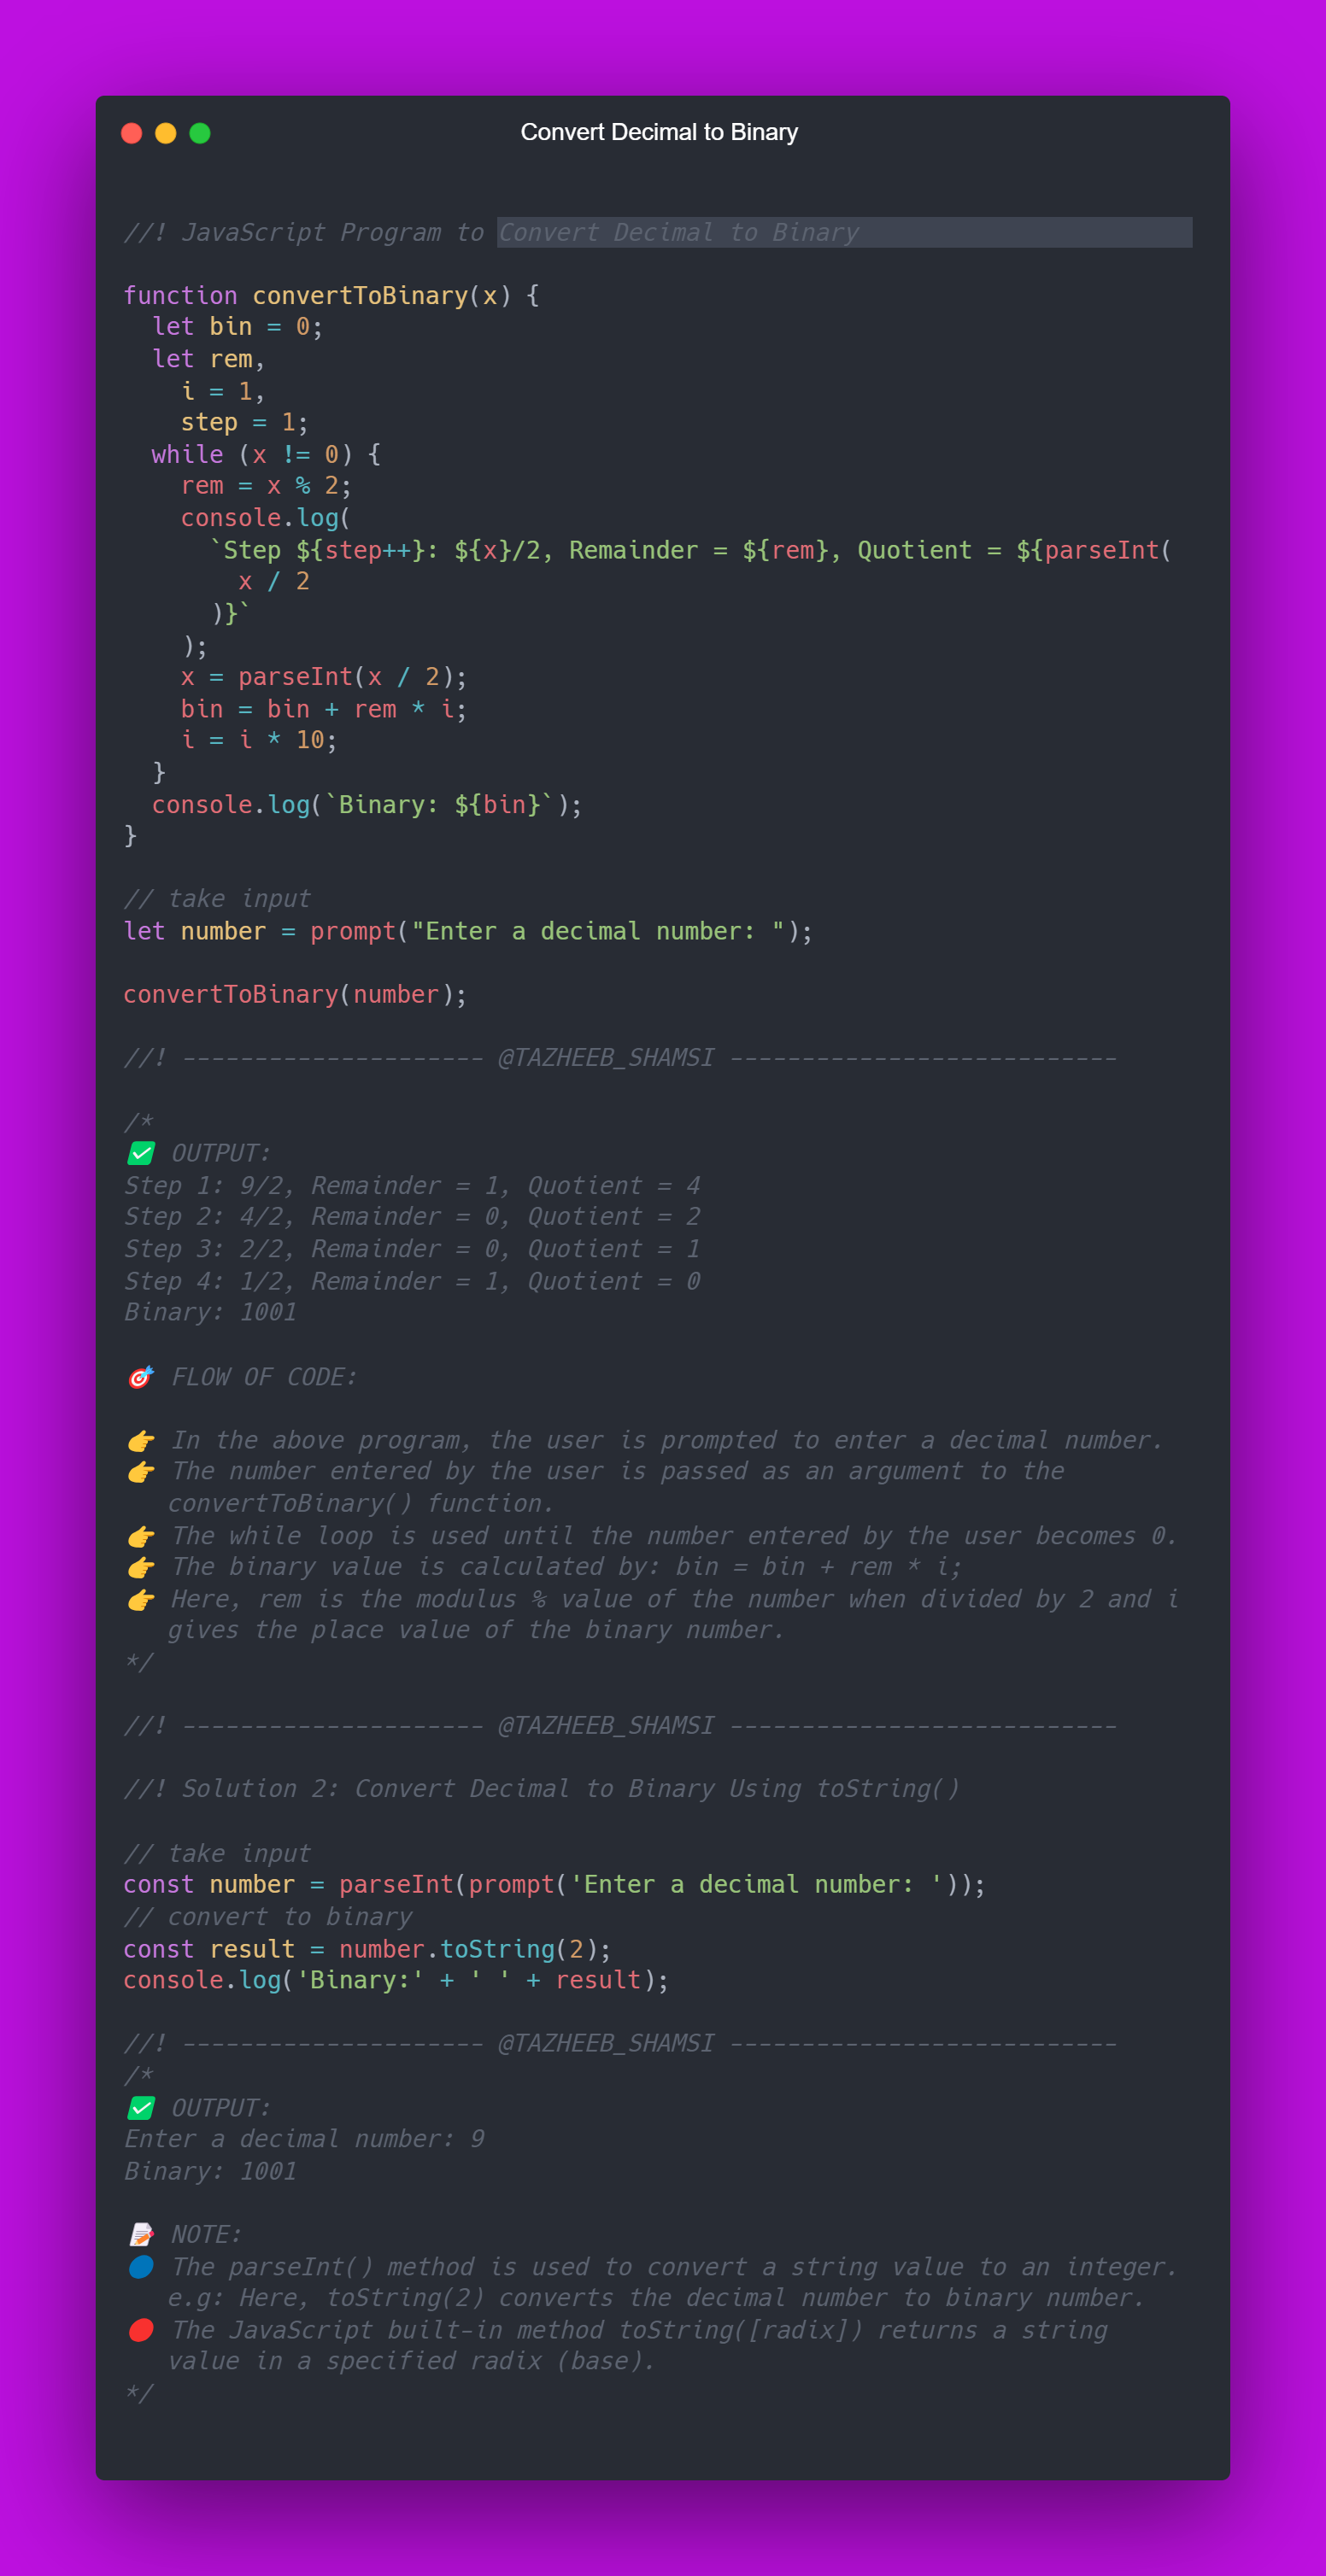 Convert Decimal to Binary
//! JavaScript Program to Convert Decimal to Binary
function convertToBinary(x) {
  let bin = 0;
  let rem,
    i = 1,
    step = 1;
  while (x != 0) {
    rem = x % 2;
    console.log(
      `Step ${step++}: ${x}/2, Remainder = ${rem}, Quotient = ${parseInt(
        x / 2
      )}`
    );
    x = parseInt(x / 2);
    bin = bin + rem * i;
    i = i * 10;
  }
  console.log(`Binary: ${bin}`);
}
// take input
let number = prompt("Enter a decimal number: ");
convertToBinary(number);
//! --------------------- @TAZHEEB_SHAMSI ---------------------------
/*
✅ OUTPUT:
Step 1: 9/2, Remainder = 1, Quotient = 4
Step 2: 4/2, Remainder = 0, Quotient = 2
Step 3: 2/2, Remainder = 0, Quotient = 1
Step 4: 1/2, Remainder = 1, Quotient = 0
Binary: 1001
🎯 FLOW OF CODE:
👉 In the above program, the user is prompted to enter a decimal number.
👉 The number entered by the user is passed as an argument to the
   convertToBinary() function.
👉 The while loop is used until the number entered by the user becomes 0.
👉 The binary value is calculated by: bin = bin + rem * i;
👉 Here, rem is the modulus % value of the number when divided by 2 and i
   gives the place value of the binary number.
*/
//! --------------------- @TAZHEEB_SHAMSI ---------------------------
//! Solution 2: Convert Decimal to Binary Using toString()
// take input
const number = parseInt(prompt('Enter a decimal number: '));
// convert to binary
const result = number.toString(2);
console.log('Binary:' + ' ' + result);
//! --------------------- @TAZHEEB_SHAMSI ---------------------------
/*
✅ OUTPUT:
Enter a decimal number: 9
Binary: 1001
📝 NOTE:
🔵 The parseInt() method is used to convert a string value to an integer.
   e.g: Here, toString(2) converts the decimal number to binary number.
🔴 The JavaScript built-in method toString([radix]) returns a string
   value in a specified radix (base).
*/